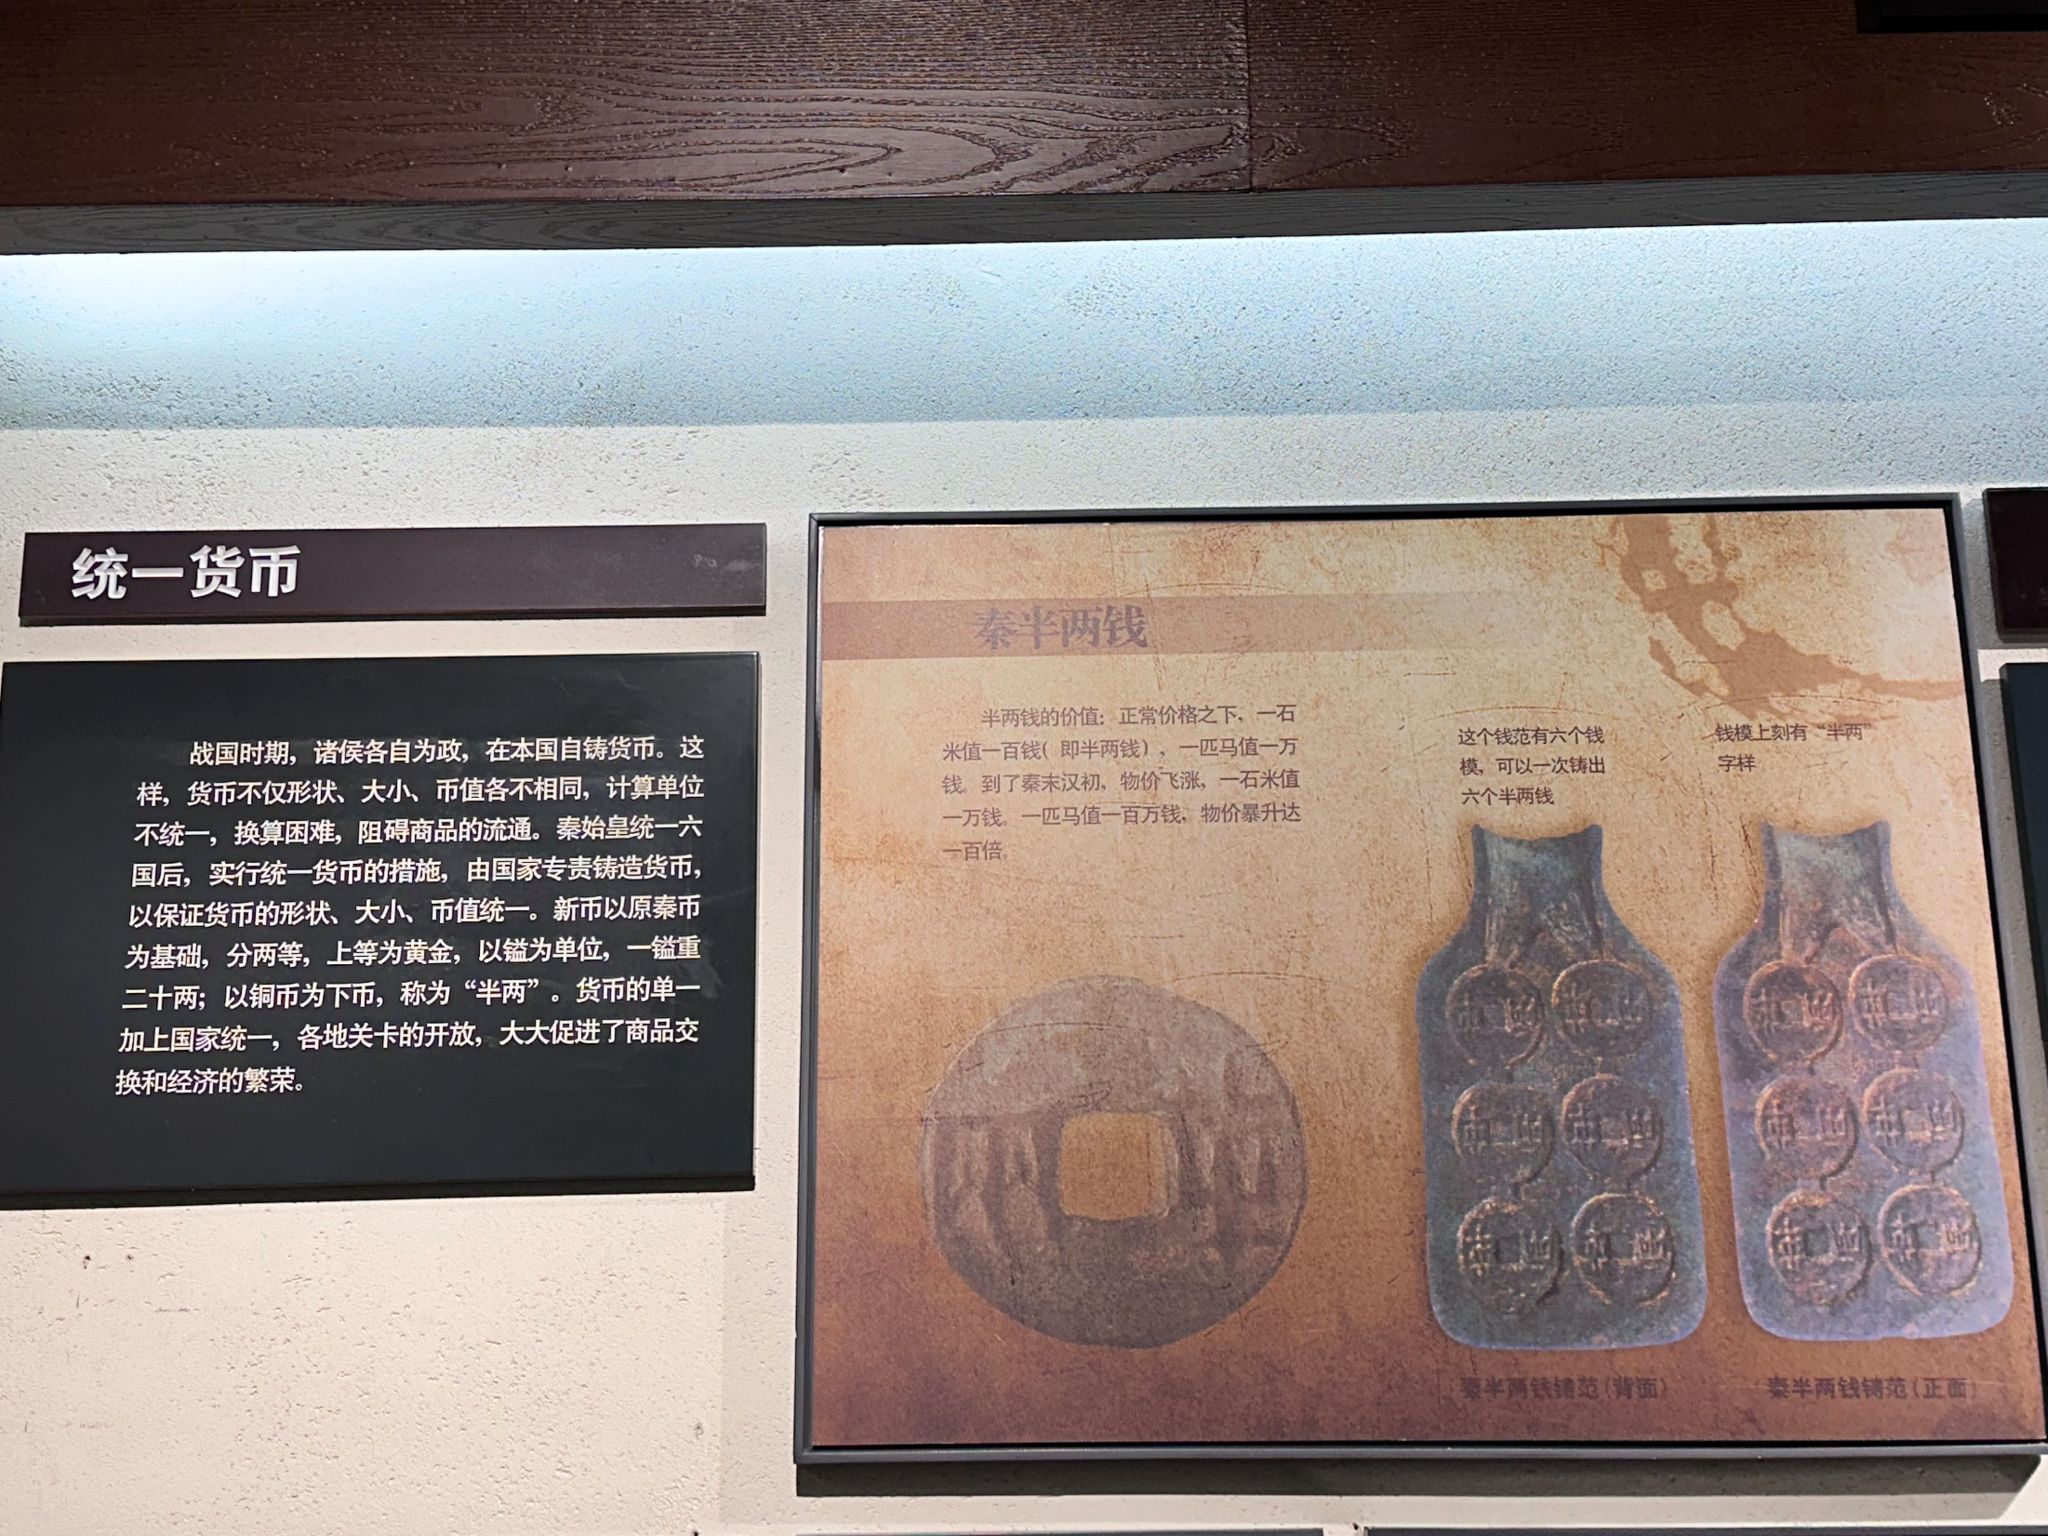 统一货币
战国时期，诸侯各自为政，在本国自铸货币。这
样，货币不仅形状、大小、币值各不相同，计算单位
不统一，换算困难，阻碍商品的流通。秦始皇统一六
国后，实行统一货币的措施，由国家专责铸造货币，
以保证货币的形状、大小、币值统一。新币以原秦币
为基础，分两等，上等为黄金，以镒为单位，一镒重
二十两；以铜币为下币，称为“半两”。货币的单一
加上国家统一，各地关卡的开放，大大促进了商品交
换和经济的繁荣。
秦半两钱
半两钱的价值：正常价格之下，一石
米值一百钱（即半两钱），一匹马值一万
钱。到了秦末汉初，物价飞涨，一石米值
一万钱。一匹马值一百万钱，物价暴升达
一百倍。
这个钱范有六个钱
模，可以一次铸出
六个半两钱
钱模上刻有“半两”
字样
秦半两钱铸范（背面）
秦半两钱铸范（正面）